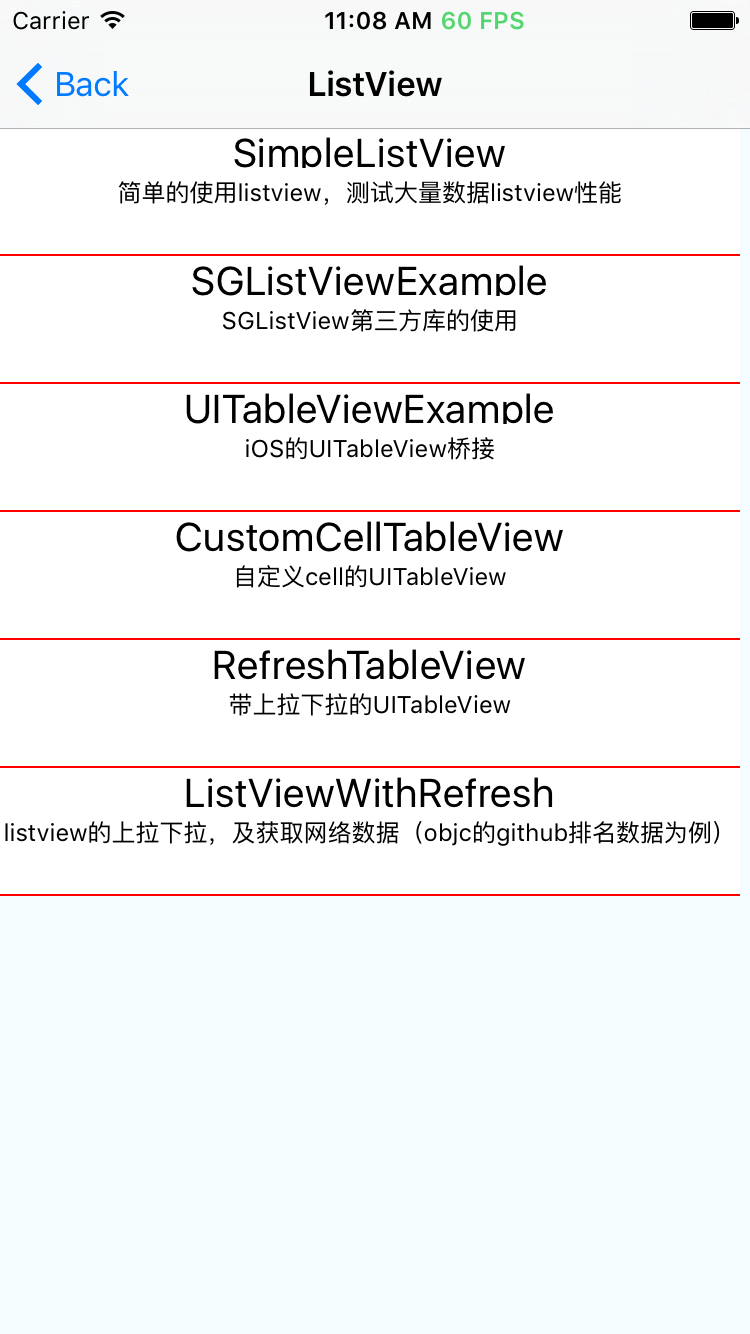 Carrier 11:08 AM 60 FPS
Back ListView
SimpleListView
简单的使用listview，测试大量数据listview性能
SGListViewExample
SGListView第三方库的使用
UITableViewExample
iOS的UITableView桥接
CustomCellTableView
自定义cell的UITableView
RefreshTableView
带上拉下拉的UITableView
ListViewWithRefresh
listview的上拉下拉，及获取网络数据（objc的github排名数据为例）